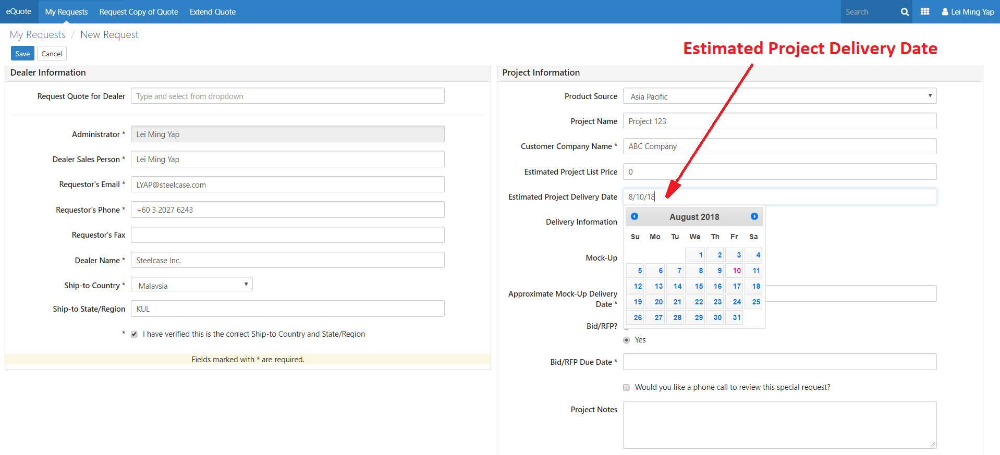 eQuote My Requests Request Copy of Quote Extend Quote Search Lei Ming Yap
My Requests / New Request
Save Cancel
Estimated Project Delivery Date
Dealer Information
Request Quote for Dealer Type and select from dropdown
Administrator * Lei Ming Yap
Dealer Sales Person * Lei Ming Yap
Requestor's Email * LYAP@steelcase.com
Requestor's Phone * +60 3 2027 6243
Requestor's Fax
Dealer Name * Steelcase Inc.
Ship-to Country * Malaysia
Ship-to State/Region KUL
* I have verified this is the correct Ship-to Country and State/Region
Fields marked with * are required.
Project Information
Product Source Asia Pacific
Project Name Project 123
Customer Company Name * ABC Company
Estimated Project List Price 0
Estimated Project Delivery Date 8/10/18
August 2018
Su Mo Tu We Th Fr Sa
1 2 3 4
5 6 7 8 9 10 11
12 13 14 15 16 17 18
19 20 21 22 23 24 25
26 27 28 29 30 31
Delivery Information
Mock-Up
Approximate Mock-Up Delivery
Date *
Bid/RFP?
Yes
Bid/RFP Due Date *
Would you like a phone call to review this special request?
Project Notes